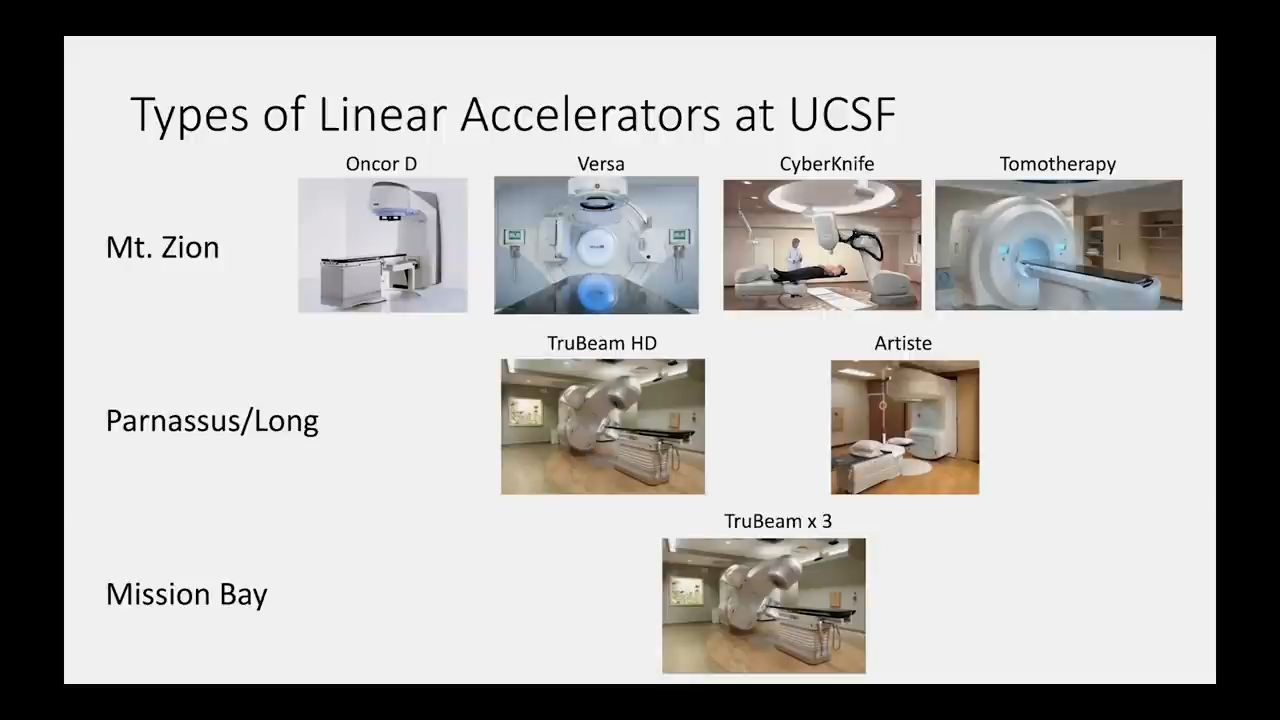 Types of Linear Accelerators at UCSF
Oncor D
Versa
CyberKnife
Tomotherapy
Mt. Zion
TruBeam HD
Artiste
Parnassus/Long
TruBeam x 3
Mission Bay